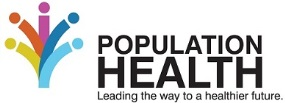 POPULATION
HEALTH
Leading the way to a healthier future.